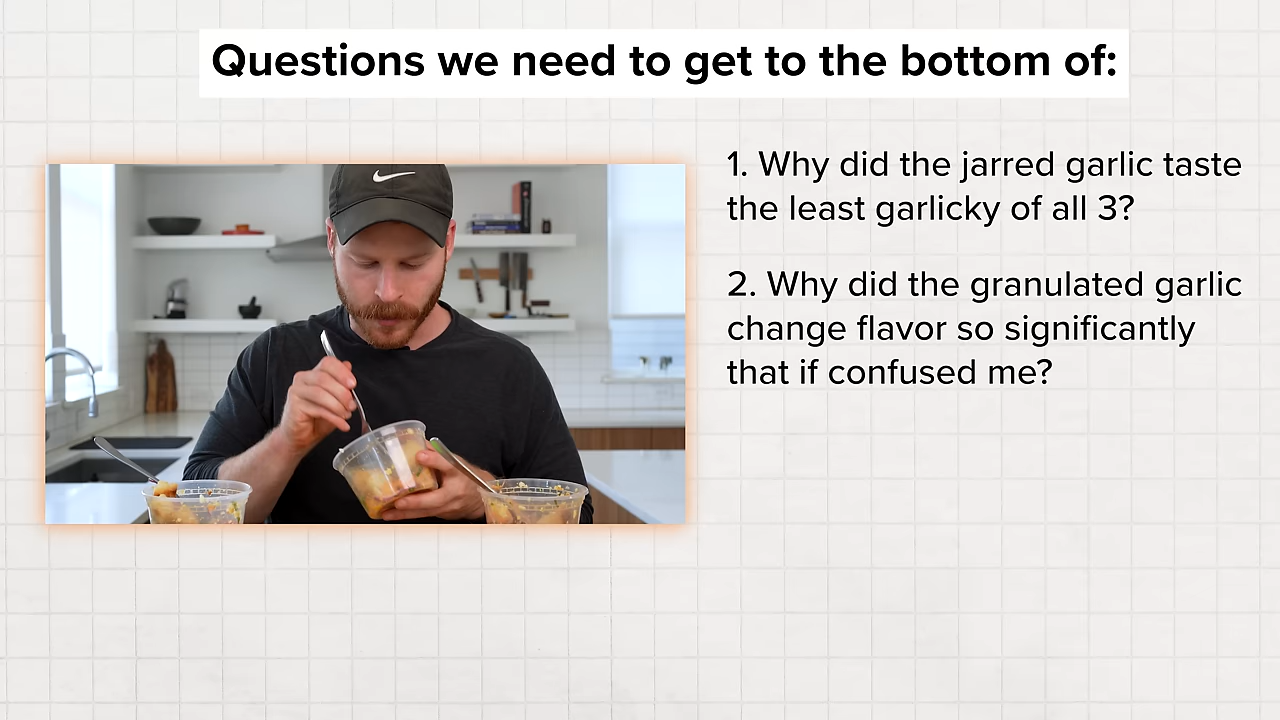 Questions we need to get to the bottom of:
1. Why did the jarred garlic taste
the least garlicky of all 3?
2. Why did the granulated garlic
change flavor so significantly
that if confused me?